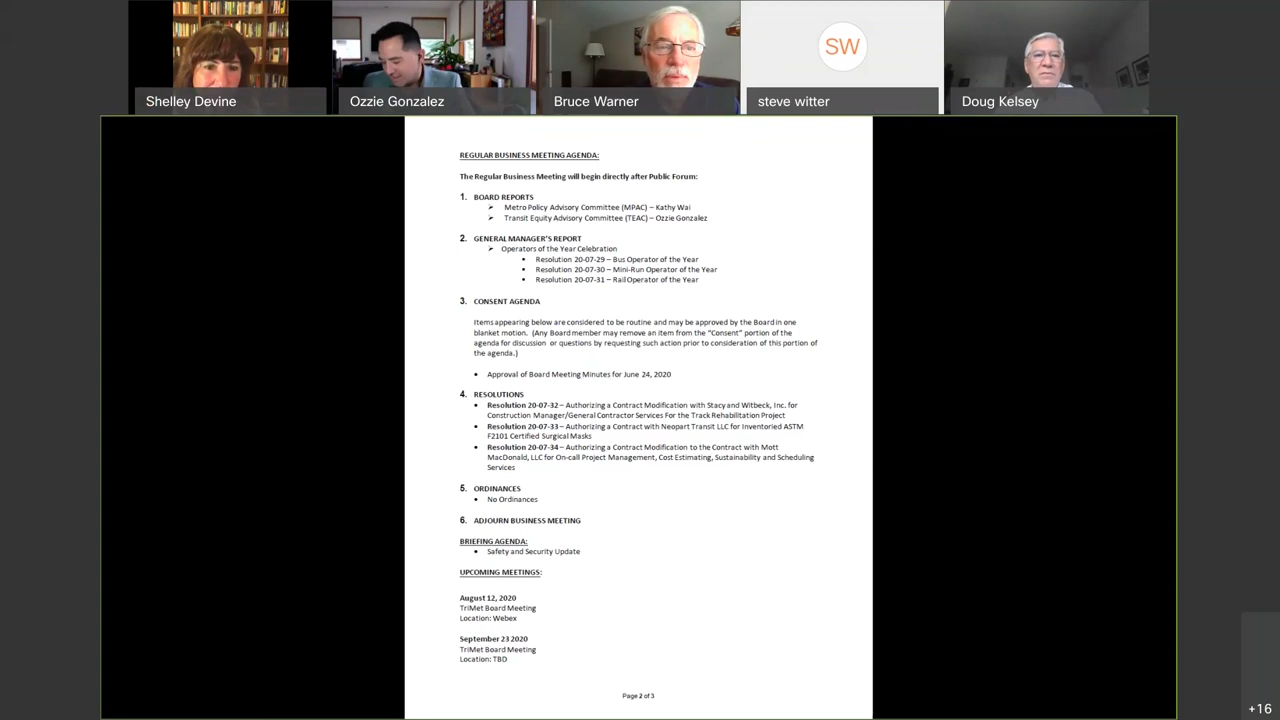 SW
Shelley Devine
Ozzie Gonzalez
Bruce Warner
steve witter
Doug Kelsey
REGULAR BUSINESS MEETING AGENDA:
The Regular Business Meeting will begin directly after Public Forum:
1. BOARD REPORTS
➢ Metro Policy Advisory Committee (MPAC) – Kathy Wai
➢ Transit Equity Advisory Committee (TEAC) – Ozzie Gonzalez
2. GENERAL MANAGER'S REPORT
➢ Operators of the Year Celebration
• Resolution 20-07-29 – Bus Operator of the Year
• Resolution 20-07-30 – Mini-Run Operator of the Year
• Resolution 20-07-31 – Rail Operator of the Year
3. CONSENT AGENDA
Items appearing below are considered to be routine and may be approved by the Board in one
blanket motion. (Any Board member may remove an item from the "Consent" portion of the
agenda for discussion or questions by requesting such action prior to consideration of this portion of
the agenda.)
• Approval of Board Meeting Minutes for June 24, 2020
4. RESOLUTIONS
• Resolution 20-07-32 – Authorizing a Contract Modification with Stacy and Witbeck, Inc. for
Construction Manager/General Contractor Services For the Track Rehabilitation Project
• Resolution 20-07-33 – Authorizing a Contract with Neopart Transit LLC for Inventoried ASTM
F2101 Certified Surgical Masks
• Resolution 20-07-34 – Authorizing a Contract Modification to the Contract with Mott
MacDonald, LLC for On-call Project Management, Cost Estimating, Sustainability and Scheduling
Services
5. ORDINANCES
• No Ordinances
6. ADJOURN BUSINESS MEETING
BRIEFING AGENDA:
• Safety and Security Update
UPCOMING MEETINGS:
August 12, 2020
TriMet Board Meeting
Location: Webex
September 23 2020
TriMet Board Meeting
Location: TBD
Page 2 of 3
+16